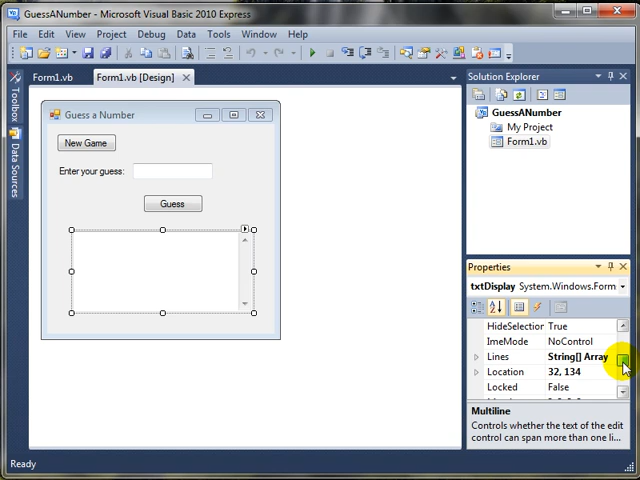 GuessANumber - Microsoft Visual Basic 2010 Express
File Edit View Project Debug Data Tools Window Help
Form1.vb Form1.vb [Design]
Toolbox
Data Sources
Guess a Number
New Game
Enter your guess:
Guess
Solution Explorer
GuessANumber
My Project
Form1.vb
Properties
txtDisplay System.Windows.Form
HideSelection True
ImeMode NoControl
Lines String[] Array
Location 32, 134
Locked False
Multiline
Controls whether the text of the edit
control can span more than one li...
Ready